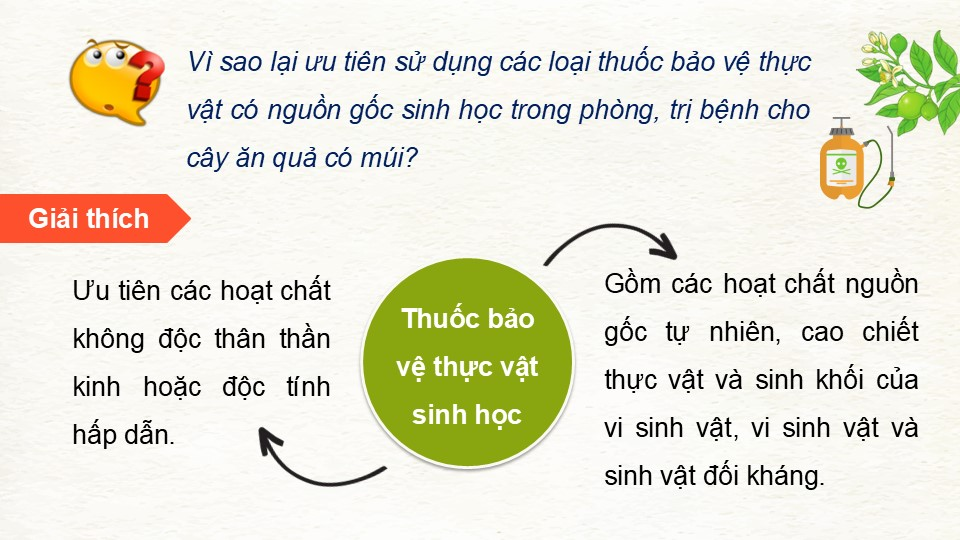 Vì sao lại ưu tiên sử dụng các loại thuốc bảo vệ thực
vật có nguồn gốc sinh học trong phòng, trị bệnh cho
cây ăn quả có múi?
Giải thích
Ưu tiên các hoạt chất
không độc thân thần
kinh hoặc độc tính
hấp dẫn.
Thuốc bảo
vệ thực vật
sinh học
Gồm các hoạt chất nguồn
gốc tự nhiên, cao chiết
thực vật và sinh khối của
vi sinh vật, vi sinh vật và
sinh vật đối kháng.